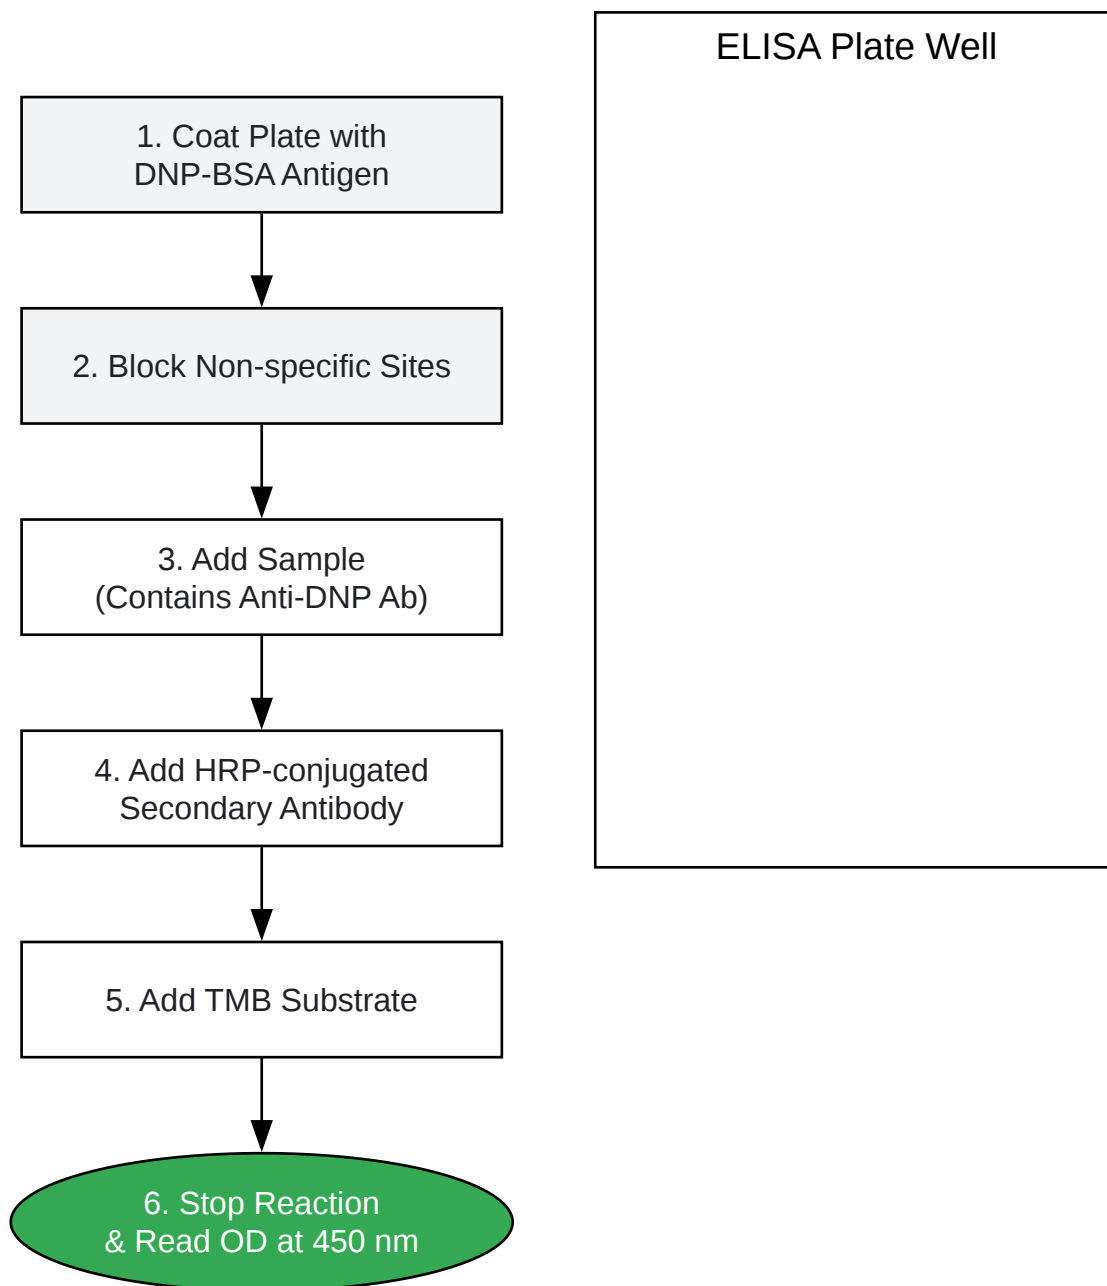 ELISA Plate Well
1. Coat Plate with
DNP-BSA Antigen
2. Block Non-specific Sites
3. Add Sample
(Contains Anti-DNP Ab)
4. Add HRP-conjugated
Secondary Antibody
5. Add TMB Substrate
6. Stop Reaction
& Read OD at 450 nm